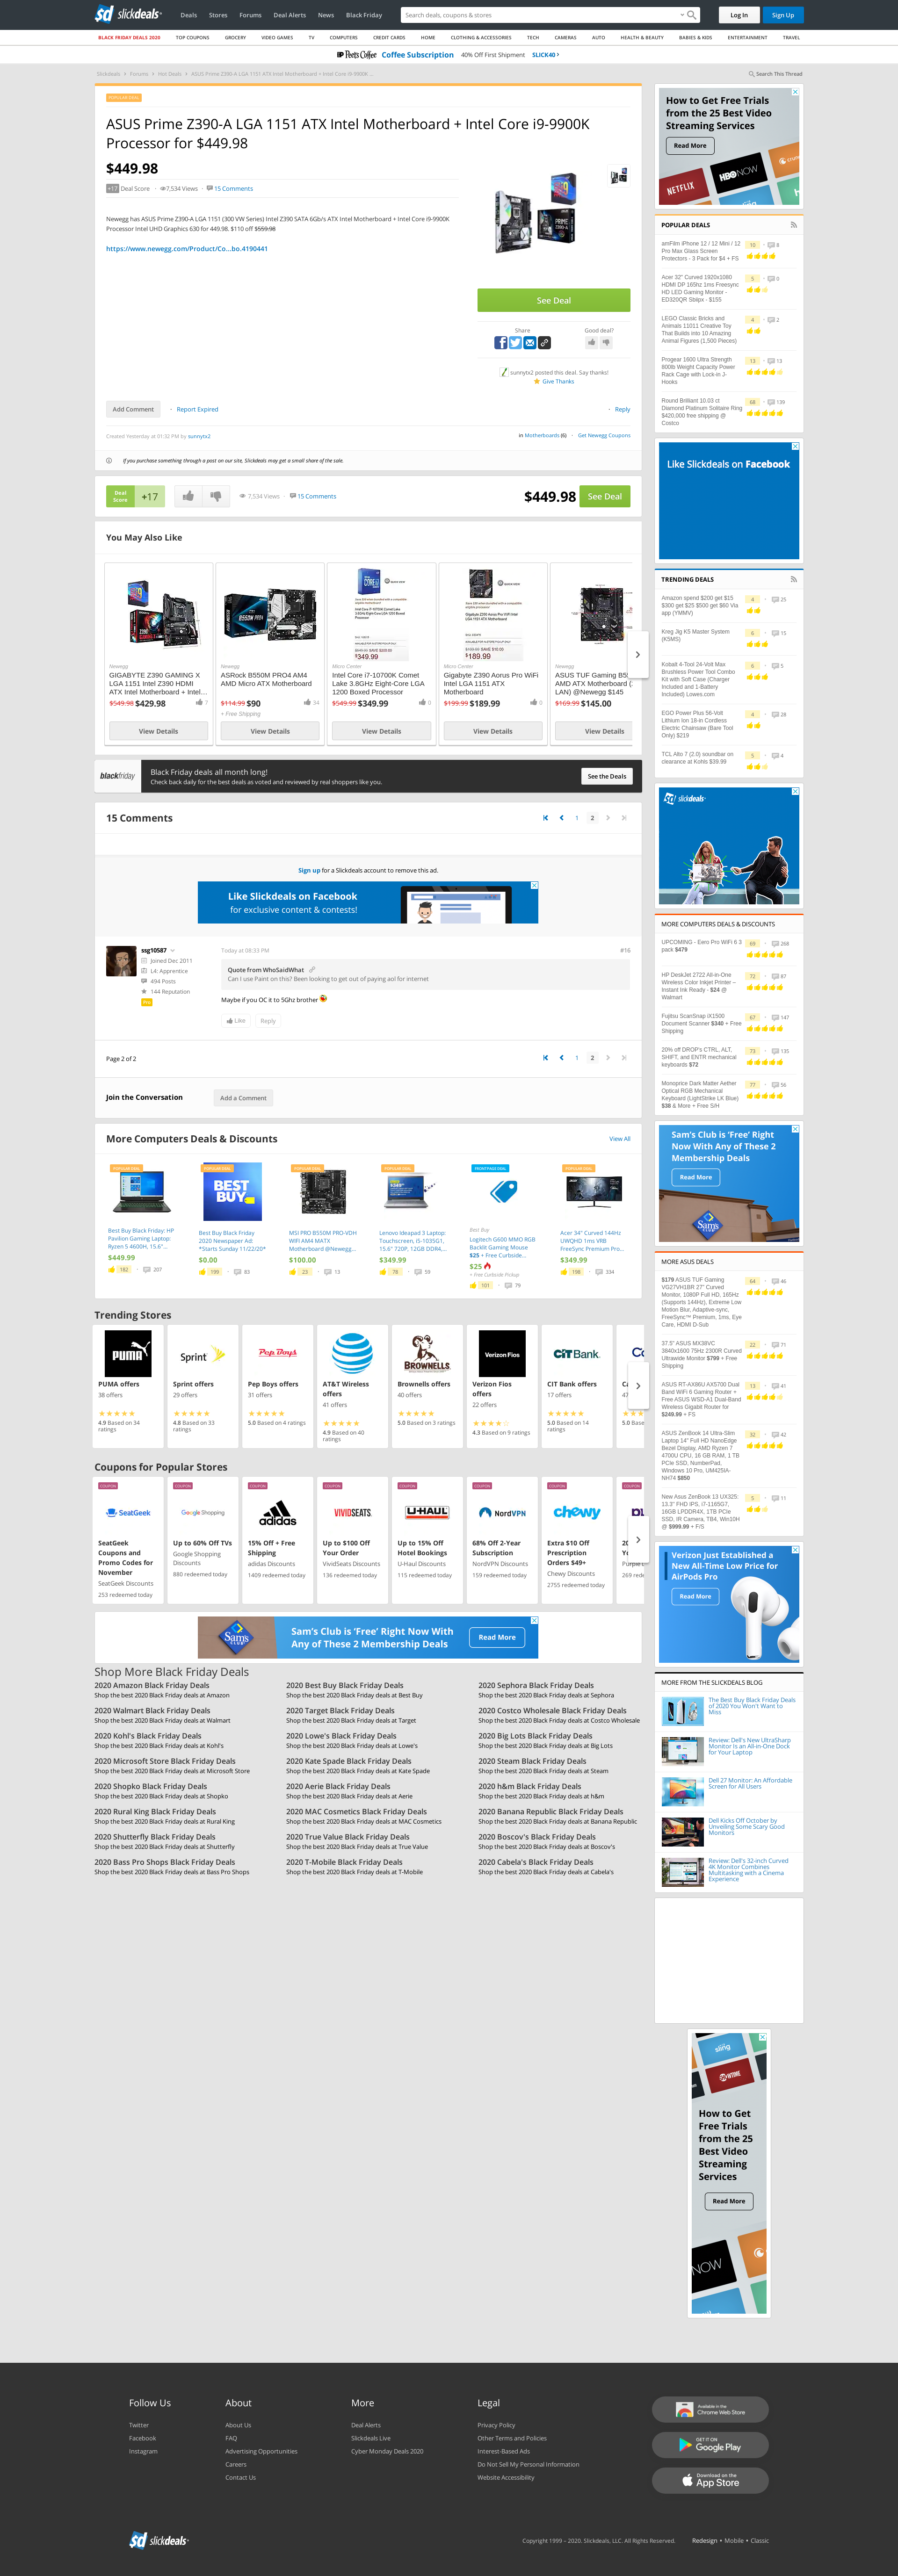 slickdeals
Deals
Stores
Forums
Deal Alerts
News
Black Friday
Search deals, coupons & stores
Log In
Sign Up
BLACK FRIDAY DEALS 2020
TOP COUPONS
GROCERY
VIDEO GAMES
TV
COMPUTERS
CREDIT CARDS
HOME
CLOTHING & ACCESSORIES
TECH
CAMERAS
AUTO
HEALTH & BEAUTY
BABIES & KIDS
ENTERTAINMENT
TRAVEL
Peet's Coffee Coffee Subscription 40% Off First Shipment SLICK40 >
Slickdeals > Forums > Hot Deals > ASUS Prime Z390-A LGA 1151 ATX Intel Motherboard + Intel Core i9-9900K ...
Search This Thread
POPULAR DEAL
ASUS Prime Z390-A LGA 1151 ATX Intel Motherboard + Intel Core i9-9900K
Processor for $449.98
$449.98
+17 Deal Score
7,534 Views
15 Comments
Newegg has ASUS Prime Z390-A LGA 1151 (300 VW Series) Intel Z390 SATA 6Gb/s ATX Intel Motherboard + Intel Core i9-9900K
Processor Intel UHD Graphics 630 for 449.98. $110 off $559.98
https://www.newegg.com/Product/Co...bo.4190441
See Deal
Share
Good deal?
sunnytx2 posted this deal. Say thanks!
Give Thanks
Add Comment
Report Expired
Reply
Created Yesterday at 01:32 PM by sunnytx2
in Motherboards (6)
Get Newegg Coupons
If you purchase something through a post on our site, Slickdeals may get a small share of the sale.
Deal
Score
+17
7,534 Views
15 Comments
$449.98
See Deal
You May Also Like
Newegg
GIGABYTE Z390 GAMING X
LGA 1151 Intel Z390 HDMI
ATX Intel Motherboard + Intel...
$549.98 $429.98
7
View Details
Newegg
ASRock B550M PRO4 AM4
AMD Micro ATX Motherboard
$114.99 $90
34
+ Free Shipping
View Details
$349.99
Micro Center
Intel Core i7-10700K Comet
Lake 3.8GHz Eight-Core LGA
1200 Boxed Processor
$549.99 $349.99
0
View Details
$189.99
Micro Center
Gigabyte Z390 Aorus Pro WiFi
Intel LGA 1151 ATX
Motherboard
$199.99 $189.99
0
View Details
Newegg
$169.99 $145.00
View Details
blackfriday
Black Friday deals all month long!
Check back daily for the best deals as voted and reviewed by real shoppers like you.
See the Deals
15 Comments
1
2
Sign up for a Slickdeals account to remove this ad.
Like Slickdeals on Facebook
for exclusive content & contests!
ssg10587
Joined Dec 2011
L4: Apprentice
494 Posts
144 Reputation
Pro
Today at 08:33 PM
#16
Quote from WhoSaidWhat
Can I use Paint on this? Been looking to get out of paying aol for internet
Maybe if you OC it to 5Ghz brother
Like
Reply
Page 2 of 2
1
2
Join the Conversation
Add a Comment
More Computers Deals & Discounts
View All
POPULAR DEAL
Best Buy Black Friday: HP
Pavilion Gaming Laptop:
Ryzen 5 4600H, 15.6"...
$449.99
182
207
POPULAR DEAL
BEST
BUY
Best Buy Black Friday
2020 Newspaper Ad:
*Starts Sunday 11/22/20*
$0.00
199
83
POPULAR DEAL
MSI PRO B550M PRO-VDH
WIFI AM4 MATX
Motherboard @Newegg...
$100.00
23
13
POPULAR DEAL
Lenovo Ideapad 3 Laptop:
Touchscreen, i5-1035G1,
15.6" 720P, 12GB DDR4,...
$349.99
78
59
FRONTPAGE DEAL
Best Buy
Logitech G600 MMO RGB
Backlit Gaming Mouse
$25 + Free Curbside...
$25
+ Free Curbside Pickup
101
79
POPULAR DEAL
Acer 34" Curved 144Hz
UWQHD 1ms VRB
FreeSync Premium Pro...
$349.99
198
334
Trending Stores
PUMA
PUMA offers
38 offers
4.9 Based on 34
ratings
Sprint
Sprint offers
29 offers
4.8 Based on 33
ratings
Pep Boys
Pep Boys offers
31 offers
5.0 Based on 4 ratings
AT&T Wireless
offers
41 offers
4.9 Based on 40
ratings
BROWNELLS
Brownells offers
40 offers
5.0 Based on 3 ratings
Verizon Fios
Verizon Fios
offers
22 offers
4.3 Based on 9 ratings
CIT BANK
CIT Bank offers
17 offers
5.0 Based on 14
ratings
Coupons for Popular Stores
COUPON
SeatGeek
SeatGeek
Coupons and
Promo Codes for
November
SeatGeek Discounts
253 redeemed today
COUPON
Google Shopping
Up to 60% Off TVs
Google Shopping
Discounts
880 redeemed today
COUPON
adidas
15% Off + Free
Shipping
adidas Discounts
1409 redeemed today
COUPON
VIVIDSEATS
Up to $100 Off
Your Order
VividSeats Discounts
136 redeemed today
COUPON
U-HAUL
Up to 15% Off
Hotel Bookings
U-Haul Discounts
115 redeemed today
COUPON
NordVPN
68% Off 2-Year
Subscription
NordVPN Discounts
159 redeemed today
COUPON
chewy
Extra $10 Off
Prescription
Orders $49+
Chewy Discounts
2755 redeemed today
COUPON
Sam's Club is 'Free' Right Now With
Any of These 2 Membership Deals
Read More
Shop More Black Friday Deals
2020 Amazon Black Friday Deals
Shop the best 2020 Black Friday deals at Amazon
2020 Best Buy Black Friday Deals
Shop the best 2020 Black Friday deals at Best Buy
2020 Sephora Black Friday Deals
Shop the best 2020 Black Friday deals at Sephora
2020 Walmart Black Friday Deals
Shop the best 2020 Black Friday deals at Walmart
2020 Target Black Friday Deals
Shop the best 2020 Black Friday deals at Target
2020 Costco Wholesale Black Friday Deals
Shop the best 2020 Black Friday deals at Costco Wholesale
2020 Kohl's Black Friday Deals
Shop the best 2020 Black Friday deals at Kohl's
2020 Lowe's Black Friday Deals
Shop the best 2020 Black Friday deals at Lowe's
2020 Big Lots Black Friday Deals
Shop the best 2020 Black Friday deals at Big Lots
2020 Microsoft Store Black Friday Deals
Shop the best 2020 Black Friday deals at Microsoft Store
2020 Kate Spade Black Friday Deals
Shop the best 2020 Black Friday deals at Kate Spade
2020 Steam Black Friday Deals
Shop the best 2020 Black Friday deals at Steam
2020 Shopko Black Friday Deals
Shop the best 2020 Black Friday deals at Shopko
2020 Aerie Black Friday Deals
Shop the best 2020 Black Friday deals at Aerie
2020 h&m Black Friday Deals
Shop the best 2020 Black Friday deals at h&m
2020 Rural King Black Friday Deals
Shop the best 2020 Black Friday deals at Rural King
2020 MAC Cosmetics Black Friday Deals
Shop the best 2020 Black Friday deals at MAC Cosmetics
2020 Banana Republic Black Friday Deals
Shop the best 2020 Black Friday deals at Banana Republic
2020 Shutterfly Black Friday Deals
Shop the best 2020 Black Friday deals at Shutterfly
2020 True Value Black Friday Deals
Shop the best 2020 Black Friday deals at True Value
2020 Boscov's Black Friday Deals
Shop the best 2020 Black Friday deals at Boscov's
2020 Bass Pro Shops Black Friday Deals
Shop the best 2020 Black Friday deals at Bass Pro Shops
2020 T-Mobile Black Friday Deals
Shop the best 2020 Black Friday deals at T-Mobile
2020 Cabela's Black Friday Deals
Shop the best 2020 Black Friday deals at Cabela's
How to Get Free Trials
from the 25 Best Video
Streaming Services
Read More
NETFLIX
HBO NOW
POPULAR DEALS
amFilm iPhone 12 / 12 Mini / 12
Pro Max Glass Screen
Protectors - 3 Pack for $4 + FS
10
8
Acer 32" Curved 1920x1080
HDMI DP 165hz 1ms Freesync
HD LED Gaming Monitor -
ED320QR Sbiipx - $155
5
0
LEGO Classic Bricks and
Animals 11011 Creative Toy
That Builds into 10 Amazing
Animal Figures (1,500 Pieces)
4
2
Progear 1600 Ultra Strength
800lb Weight Capacity Power
Rack Cage with Lock-in J-
Hooks
13
13
Round Brilliant 10.03 ct
Diamond Platinum Solitaire Ring
$420,000 free shipping @
Costco
68
139
Like Slickdeals on Facebook
TRENDING DEALS
Amazon spend $200 get $15
$300 get $25 $500 get $60 Via
app (YMMV)
4
25
Kreg Jig K5 Master System
(K5MS)
6
15
Kobalt 4-Tool 24-Volt Max
Brushless Power Tool Combo
Kit with Soft Case (Charger
Included and 1-Battery
Included) Lowes.com
6
5
EGO Power Plus 56-Volt
Lithium Ion 18-in Cordless
Electric Chainsaw (Bare Tool
Only) $219
4
28
TCL Alto 7 (2.0) soundbar on
clearance at Kohls $39.99
5
4
slickdeals
MORE COMPUTERS DEALS & DISCOUNTS
UPCOMING - Eero Pro WiFi 6 3
pack $479
69
268
HP DeskJet 2722 All-in-One
Wireless Color Inkjet Printer –
Instant Ink Ready - $24 @
Walmart
72
87
Fujitsu ScanSnap iX1500
Document Scanner $340 + Free
Shipping
67
147
20% off DROP's CTRL, ALT,
SHIFT, and ENTR mechanical
keyboards $72
73
135
Monoprice Dark Matter Aether
Optical RGB Mechanical
Keyboard (LightStrike LK Blue)
$38 & More + Free S/H
77
56
Sam's Club is 'Free' Right
Now With Any of These 2
Membership Deals
Read More
Sam's
MORE ASUS DEALS
$179 ASUS TUF Gaming
VG27VH1BR 27" Curved
Monitor, 1080P Full HD, 165Hz
(Supports 144Hz), Extreme Low
Motion Blur, Adaptive-sync,
FreeSync™ Premium, 1ms, Eye
Care, HDMI D-Sub
64
46
37.5" ASUS MX38VC
3840x1600 75Hz 2300R Curved
Ultrawide Monitor $799 + Free
Shipping
22
71
ASUS RT-AX86U AX5700 Dual
Band WiFi 6 Gaming Router +
Free ASUS WSD-A1 Dual-Band
Wireless Gigabit Router for
$249.99 + FS
13
41
ASUS ZenBook 14 Ultra-Slim
Laptop 14" Full HD NanoEdge
Bezel Display, AMD Ryzen 7
4700U CPU, 16 GB RAM, 1 TB
PCIe SSD, NumberPad,
Windows 10 Pro, UM425IA-
NH74 $850
32
42
New Asus ZenBook 13 UX325:
13.3" FHD IPS, i7-1165G7,
16GB LPDDR4X, 1TB PCIe
SSD, IR Camera, TB4, Win10H
@ $999.99 + F/S
5
11
Verizon Just Established a
New All-Time Low Price for
AirPods Pro
Read More
MORE FROM THE SLICKDEALS BLOG
The Best Buy Black Friday Deals
of 2020 You Won't Want to
Miss
Review: Dell's New UltraSharp
Monitor Is an All-in-One Dock
for Your Laptop
Dell 27 Monitor: An Affordable
Screen for All Users
Dell Kicks Off October by
Unveiling Some Scary Good
Monitors
Review: Dell's 32-inch Curved
4K Monitor Combines
Multitasking with a Cinema
Experience
sling
SHOWTIME
How to Get
Free Trials
from the 25
Best Video
Streaming
Services
Read More
NOW
Follow Us
Twitter
Facebook
Instagram
About
About Us
FAQ
Advertising Opportunities
Careers
Contact Us
More
Deal Alerts
Slickdeals Live
Cyber Monday Deals 2020
Legal
Privacy Policy
Other Terms and Policies
Interest-Based Ads
Do Not Sell My Personal Information
Website Accessibility
Available in the
Chrome Web Store
GET IT ON
Google Play
Download on the
App Store
slickdeals
Copyright 1999 – 2020. Slickdeals, LLC. All Rights Reserved.
Redesign • Mobile • Classic